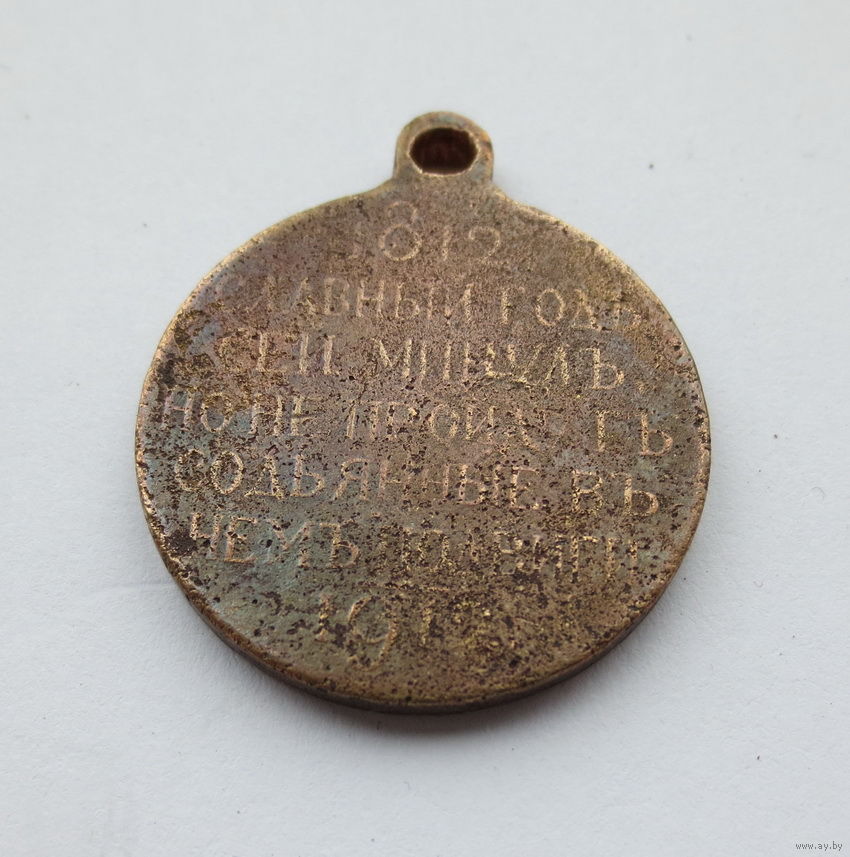 1812
СЛАВНЫЙ ГОДЪ
СЕЙ МИНУЛЪ,
НО НЕ ПРОЙДУТЪ
СОДѢЯННЫЕ ВЪ
НЕМЪ ПОДВИГИ
1912
www.ay.by